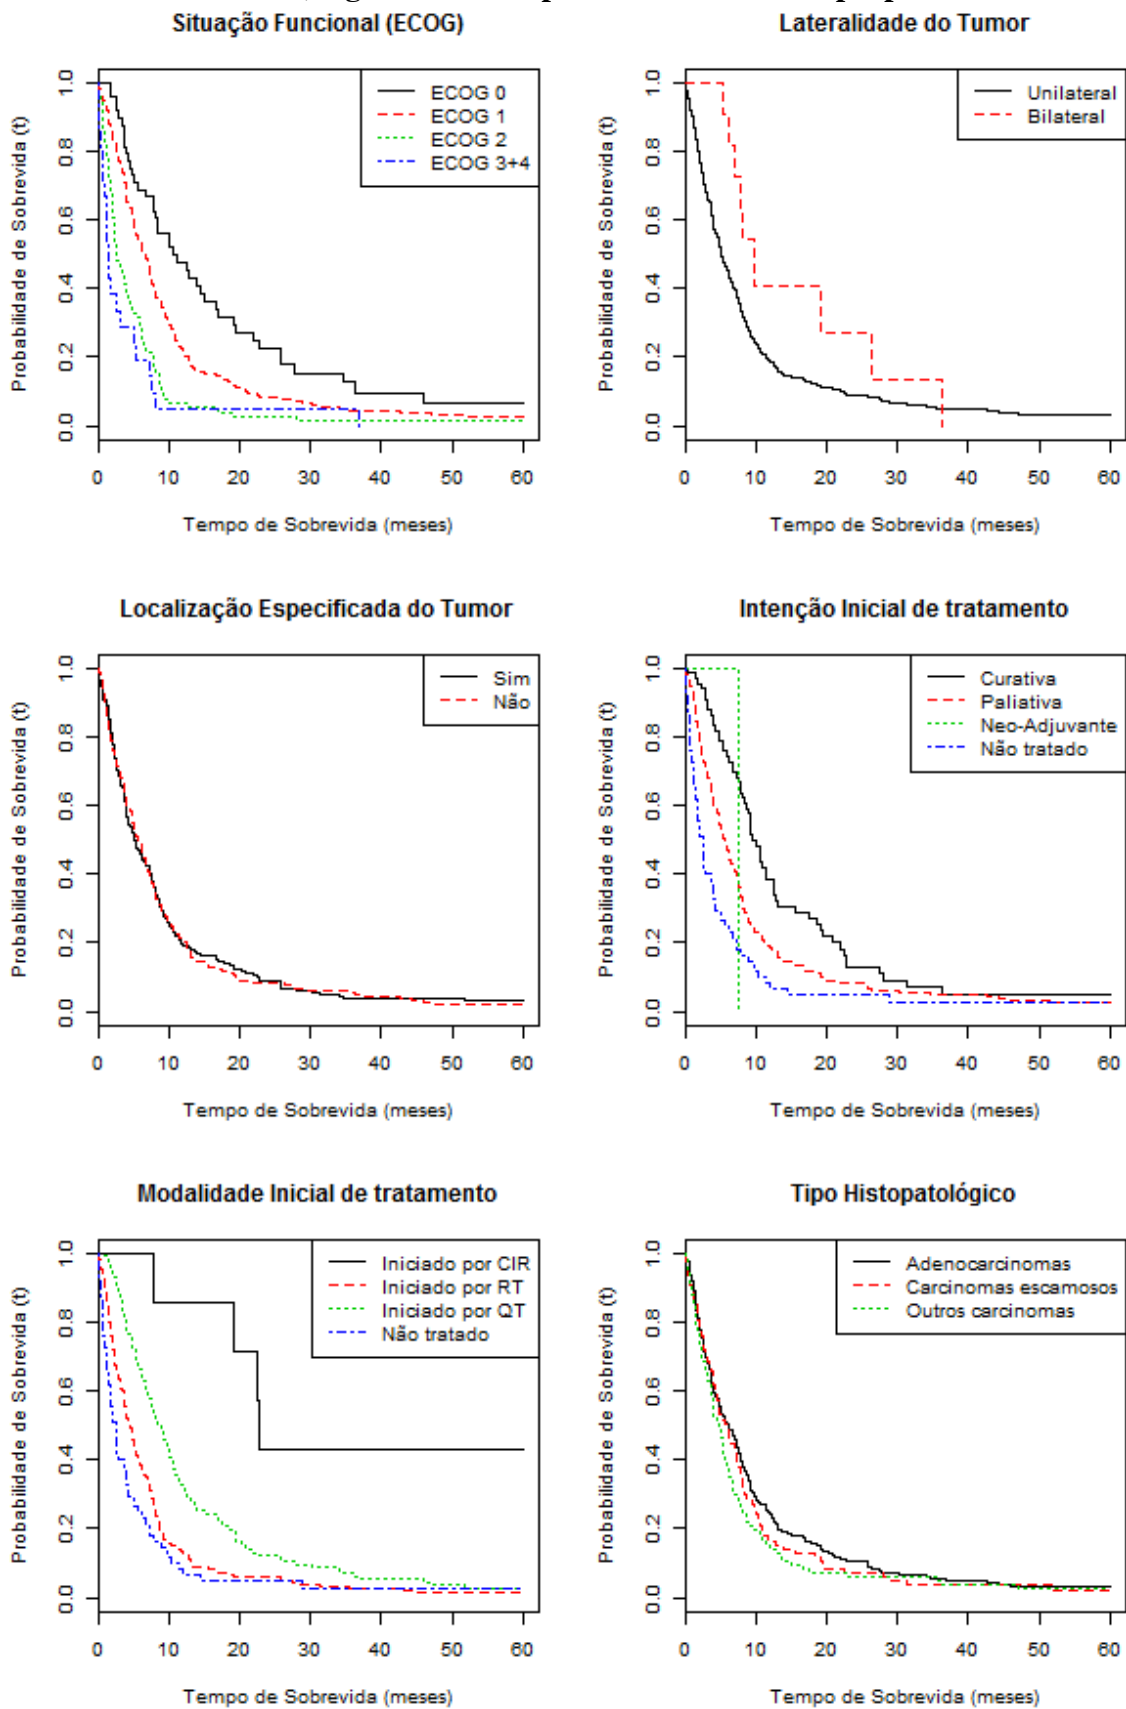 Situação Funcional (ECOG)
Probabilidade de Sobrevida (t)
1.0
0.8
0.6
0.4
0.2
0.0
ECOG 0
ECOG 1
ECOG 2
ECOG 3+4
0 10 20 30 40 50 60
Tempo de Sobrevida (meses)
Lateralidade do Tumor
Probabilidade de Sobrevida (t)
1.0
0.8
0.6
0.4
0.2
0.0
Unilateral
Bilateral
0 10 20 30 40 50 60
Tempo de Sobrevida (meses)
Localização Especificada do Tumor
Probabilidade de Sobrevida (t)
1.0
0.8
0.6
0.4
0.2
0.0
Sim
Não
0 10 20 30 40 50 60
Tempo de Sobrevida (meses)
Intenção Inicial de tratamento
Probabilidade de Sobrevida (t)
1.0
0.8
0.6
0.4
0.2
0.0
Curativa
Paliativa
Neo-Adjuvante
Não tratado
0 10 20 30 40 50 60
Tempo de Sobrevida (meses)
Modalidade Inicial de tratamento
Probabilidade de Sobrevida (t)
1.0
0.8
0.6
0.4
0.2
0.0
Iniciado por CIR
Iniciado por RT
Iniciado por QT
Não tratado
0 10 20 30 40 50 60
Tempo de Sobrevida (meses)
Tipo Histopatológico
Probabilidade de Sobrevida (t)
1.0
0.8
0.6
0.4
0.2
0.0
Adenocarcinomas
Carcinomas escamosos
Outros carcinomas
0 10 20 30 40 50 60
Tempo de Sobrevida (meses)